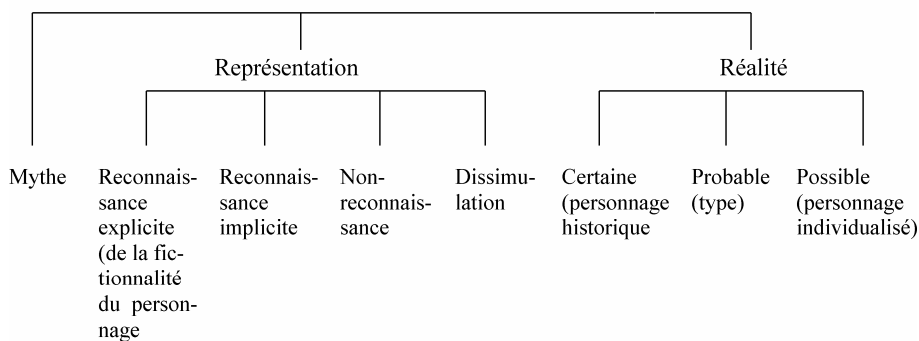 Représentation
Réalité
Mythe
Reconnais-
sance
explicite
(de la fic-
tionnalité
du person-
nage
Reconnais-
sance
implicite
Non-
reconnais-
sance
Dissimu-
lation
Certaine
(personnage
historique
Probable
(type)
Possible
(personnage
individualisé)